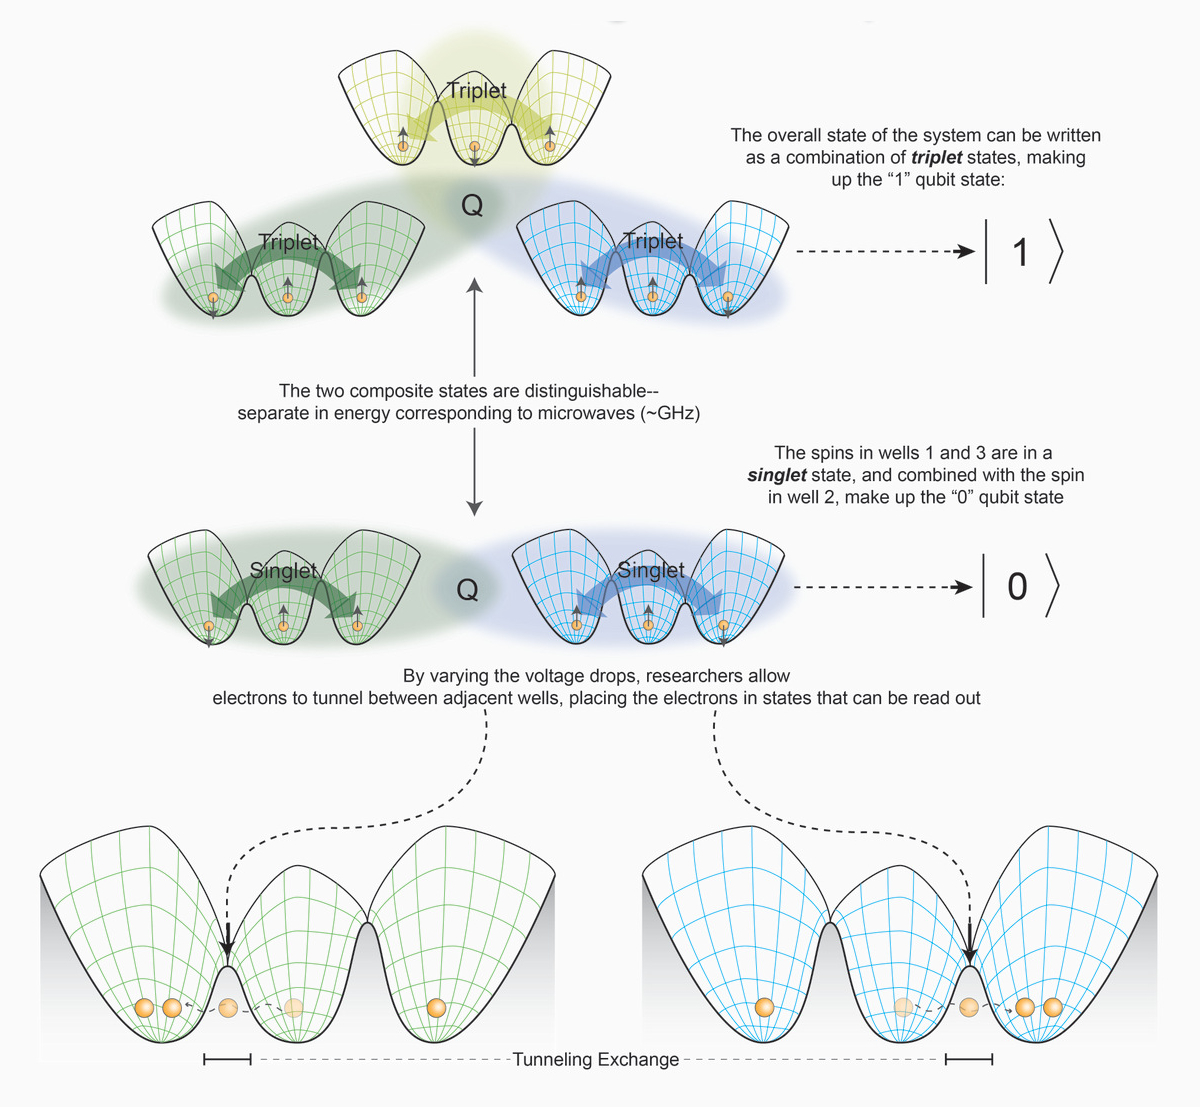 Triplet
The overall state of the system can be written
as a combination of triplet states, making
up the “1” qubit state:
Q
Triplet
Triplet
| 1 〉
The two composite states are distinguishable--
separate in energy corresponding to microwaves (~GHz)
The spins in wells 1 and 3 are in a
singlet state, and combined with the spin
in well 2, make up the “0” qubit state
Singlet
Q
Singlet
| 0 〉
By varying the voltage drops, researchers allow
electrons to tunnel between adjacent wells, placing the electrons in states that can be read out
Tunneling Exchange